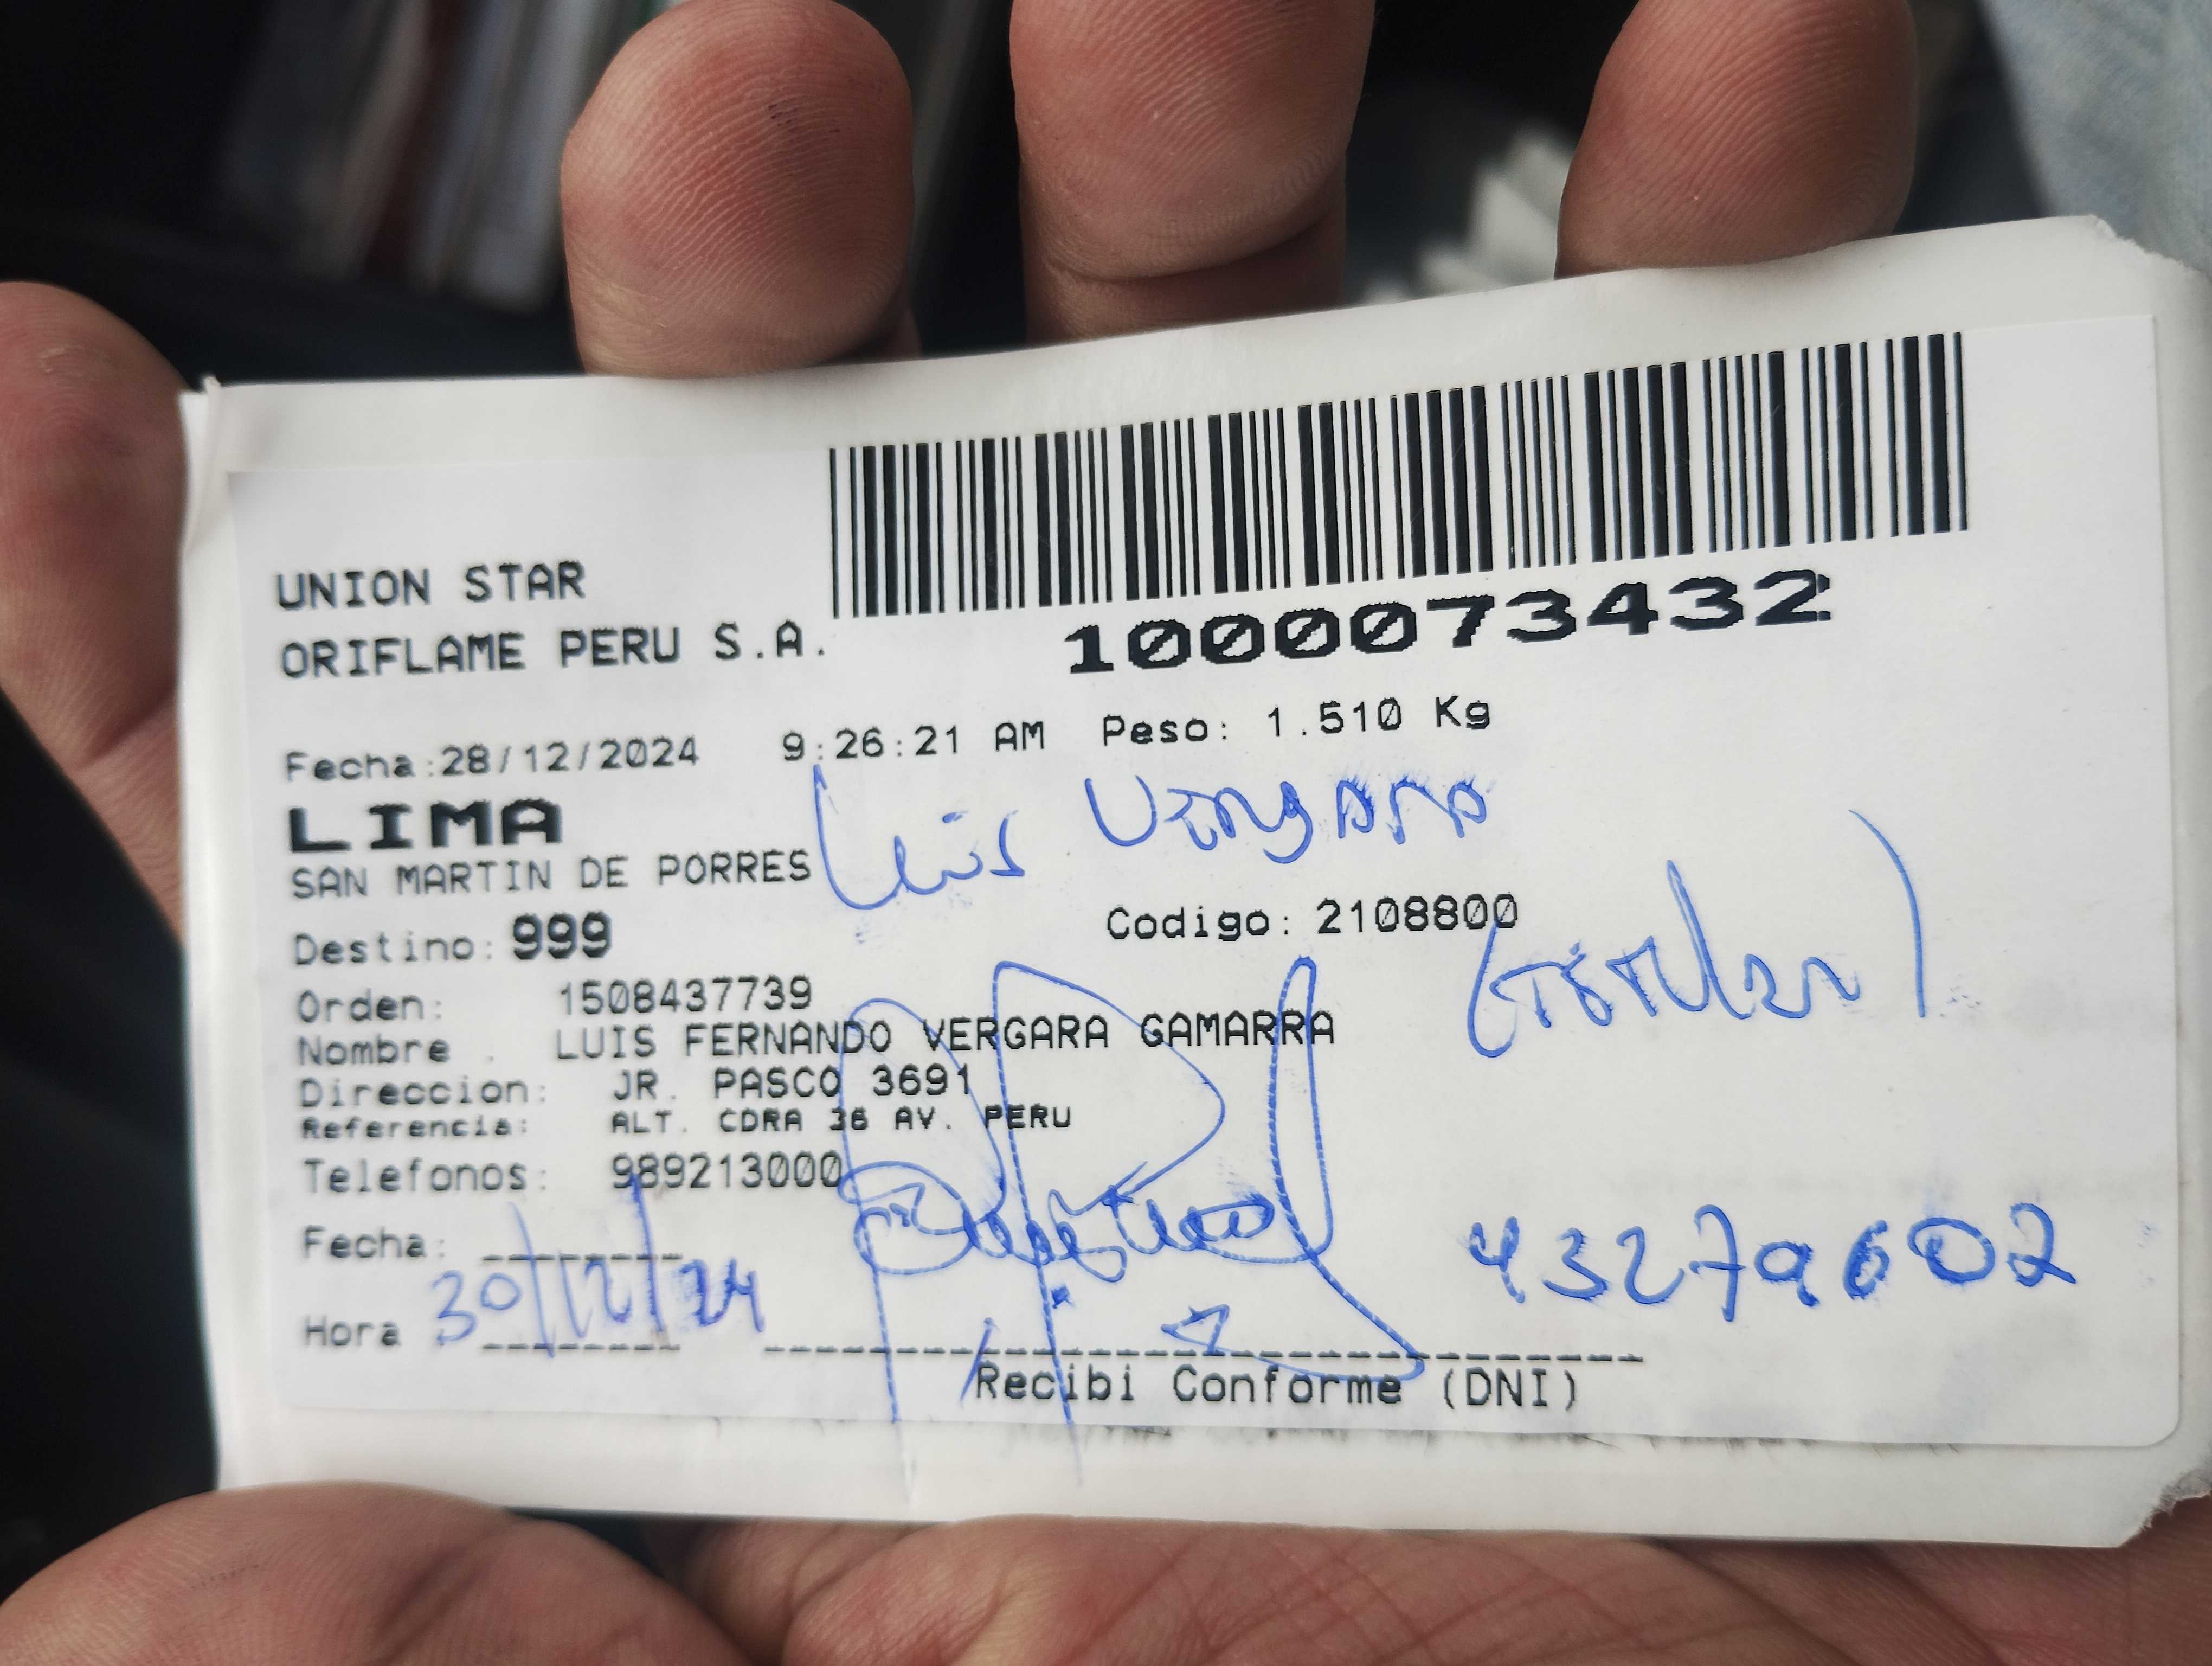 UNION STAR
ORIFLAME PERU S.A.
1000073432
Fecha:28/12/2024 9:26:21 AM Peso: 1.510 Kg
LIMA
Luis Vergara
SAN MARTIN DE PORRES
Destino: 999 Codigo: 2108800
(titular)
Orden: 1508437739
Nombre : LUIS FERNANDO VERGARA GAMARRA
Direccion: JR. PASCO 3691
Referencia: ALT. CDRA 36 AV. PERU
Telefonos: 989213000
Fecha:
43279602
30/12/24
Hora
Recibi Conforme (DNI)